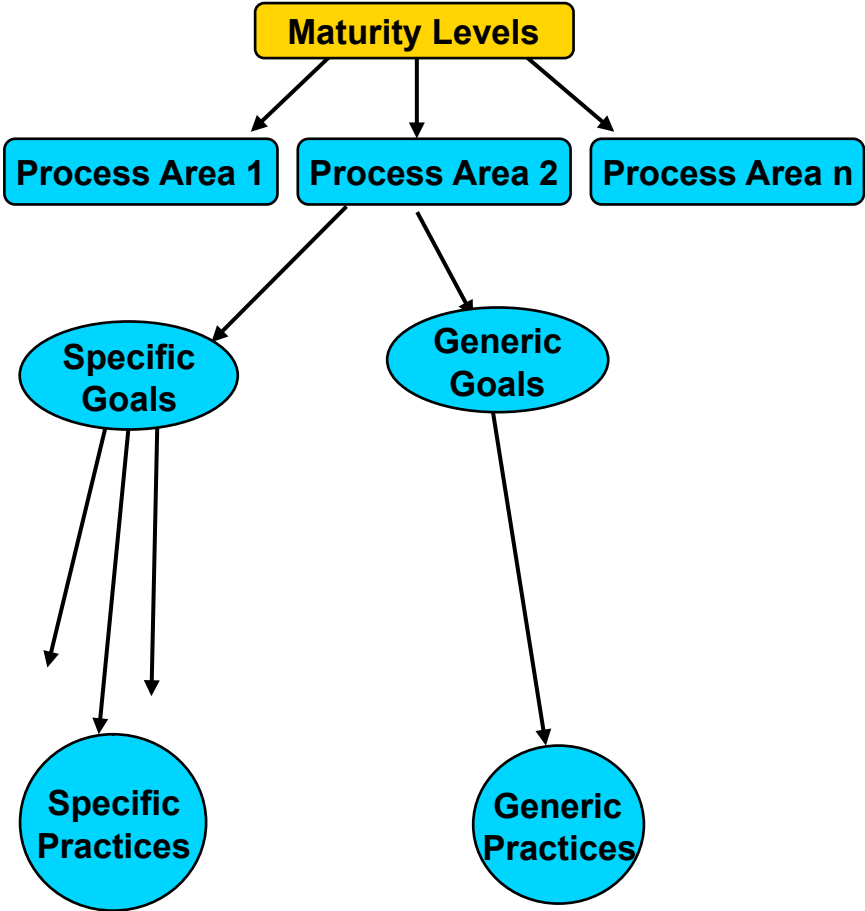 Maturity Levels
Process Area 1
Process Area 2
Process Area n
Specific
Goals
Generic
Goals
Specific
Practices
Generic
Practices